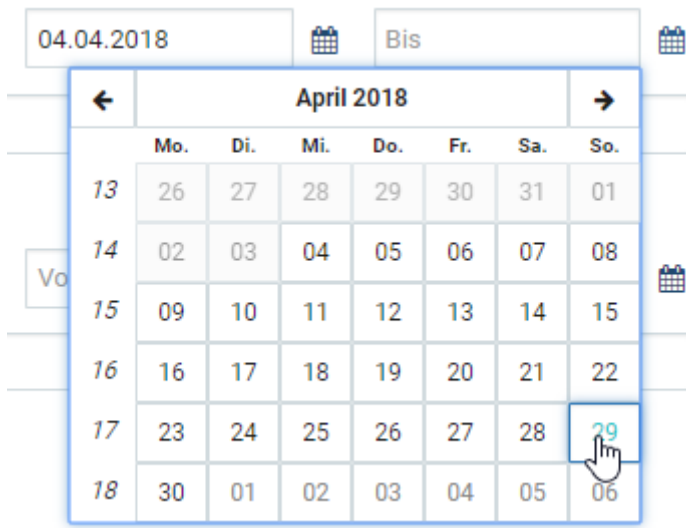 04.04.2018 Bis
April 2018
Mo. Di. Mi. Do. Fr. Sa. So.
13 26 27 28 29 30 31 01
14 02 03 04 05 06 07 08
Vo
15 09 10 11 12 13 14 15
16 16 17 18 19 20 21 22
17 23 24 25 26 27 28 29
18 30 01 02 03 04 05 06